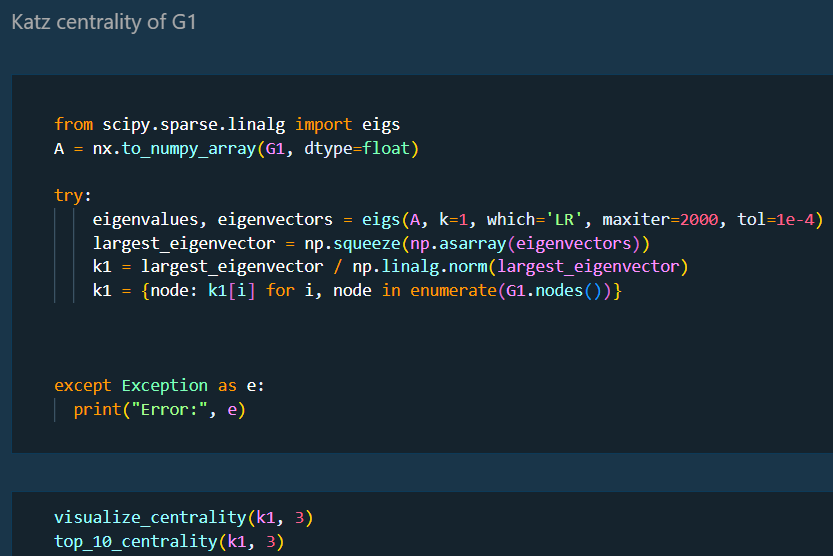 Katz centrality of G1
from scipy.sparse.linalg import eigs
A = nx.to_numpy_array(G1, dtype=float)
try:
eigenvalues, eigenvectors = eigs(A, k=1, which='LR', maxiter=2000, tol=1e-4)
largest_eigenvector = np.squeeze(np.asarray(eigenvectors))
k1 = largest_eigenvector / np.linalg.norm(largest_eigenvector)
k1 = {node: k1[i] for i, node in enumerate(G1.nodes())}
except Exception as e:
print("Error:", e)
visualize_centrality(k1, 3)
top_10_centrality(k1, 3)